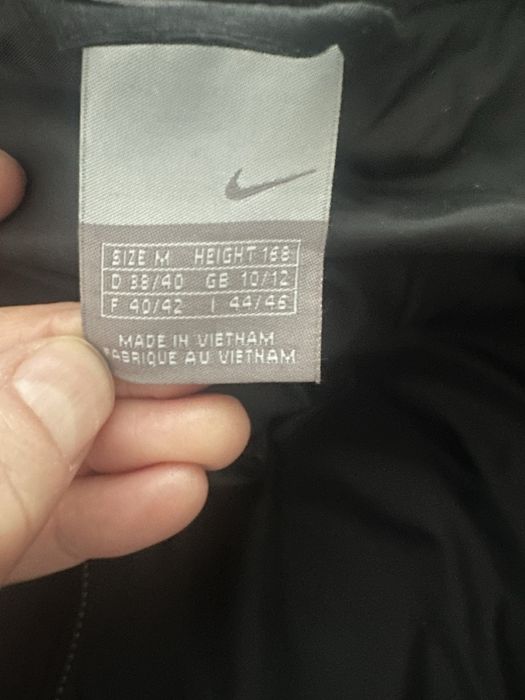 SIZE M HEIGHT 168
D 38/40 GB 10/12
F 40/42 I 44/46
MADE IN VIETNAM
FABRIQUE AU VIETNAM